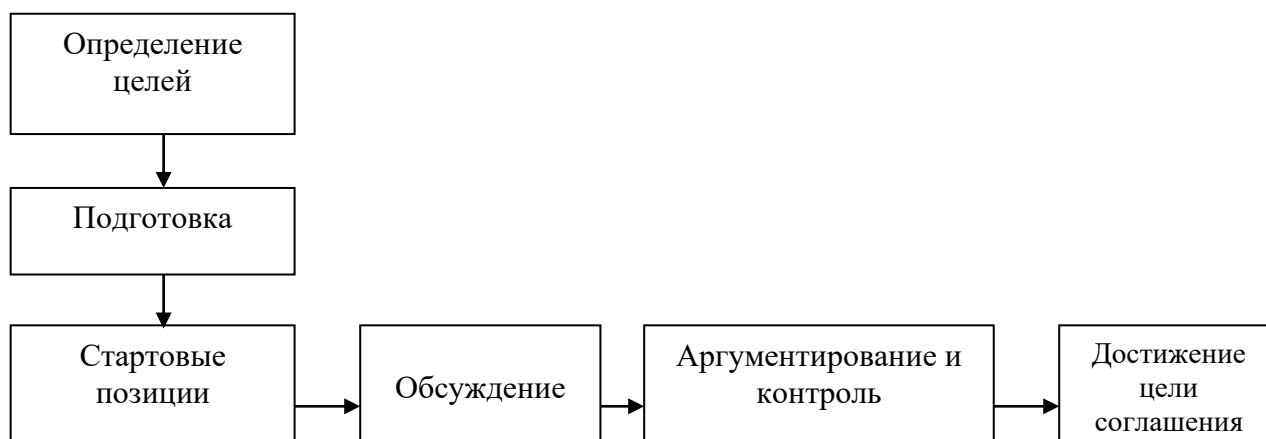 Определение
целей
Подготовка
Стартовые
позиции
Обсуждение
Аргументирование и
контроль
Достижение
цели
соглашения